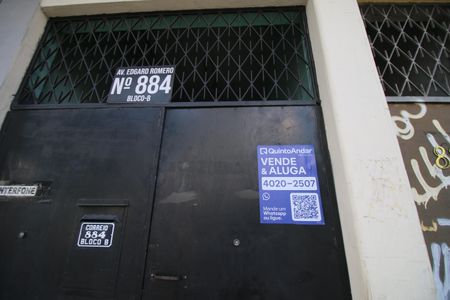 AV. EDGARD ROMERO
Nº 884
BLOCO-B
QuintoAndar
VENDE
& ALUGA
4020-2507
Mande um
Whatsapp
ou ligue.
INTERFONE
CORREIO
884
BLOCO B
8